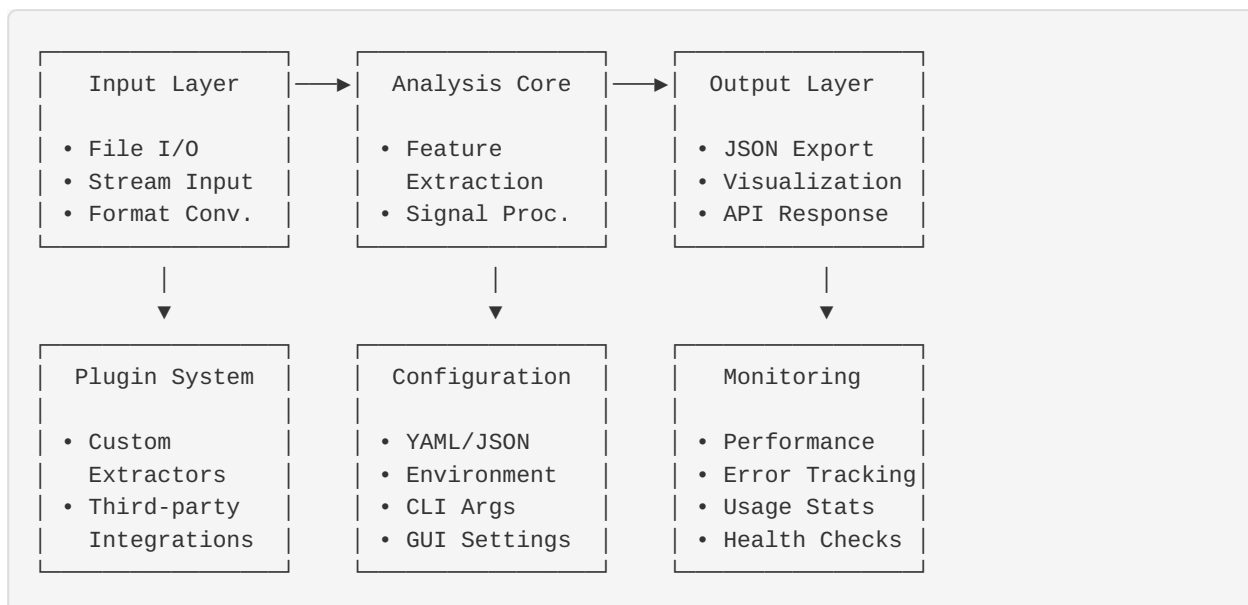 Input Layer Analysis Core Output Layer
• File I/O • Feature • JSON Export
• Stream Input Extraction • Visualization
• Format Conv. • Signal Proc. • API Response
Plugin System Configuration Monitoring
• Custom • YAML/JSON • Performance
Extractors • Environment • Error Tracking
• Third-party • CLI Args • Usage Stats
Integrations • GUI Settings • Health Checks